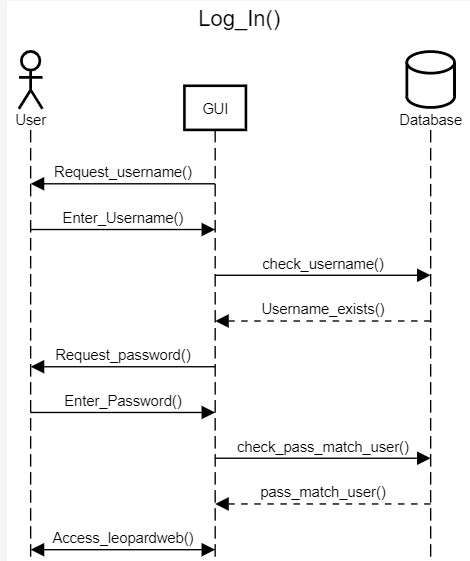 Log_In()
User
GUI
Database
Request_username()
Enter_Username()
check_username()
Username_exists()
Request_password()
Enter_Password()
check_pass_match_user()
pass_match_user()
Access_leopardweb()